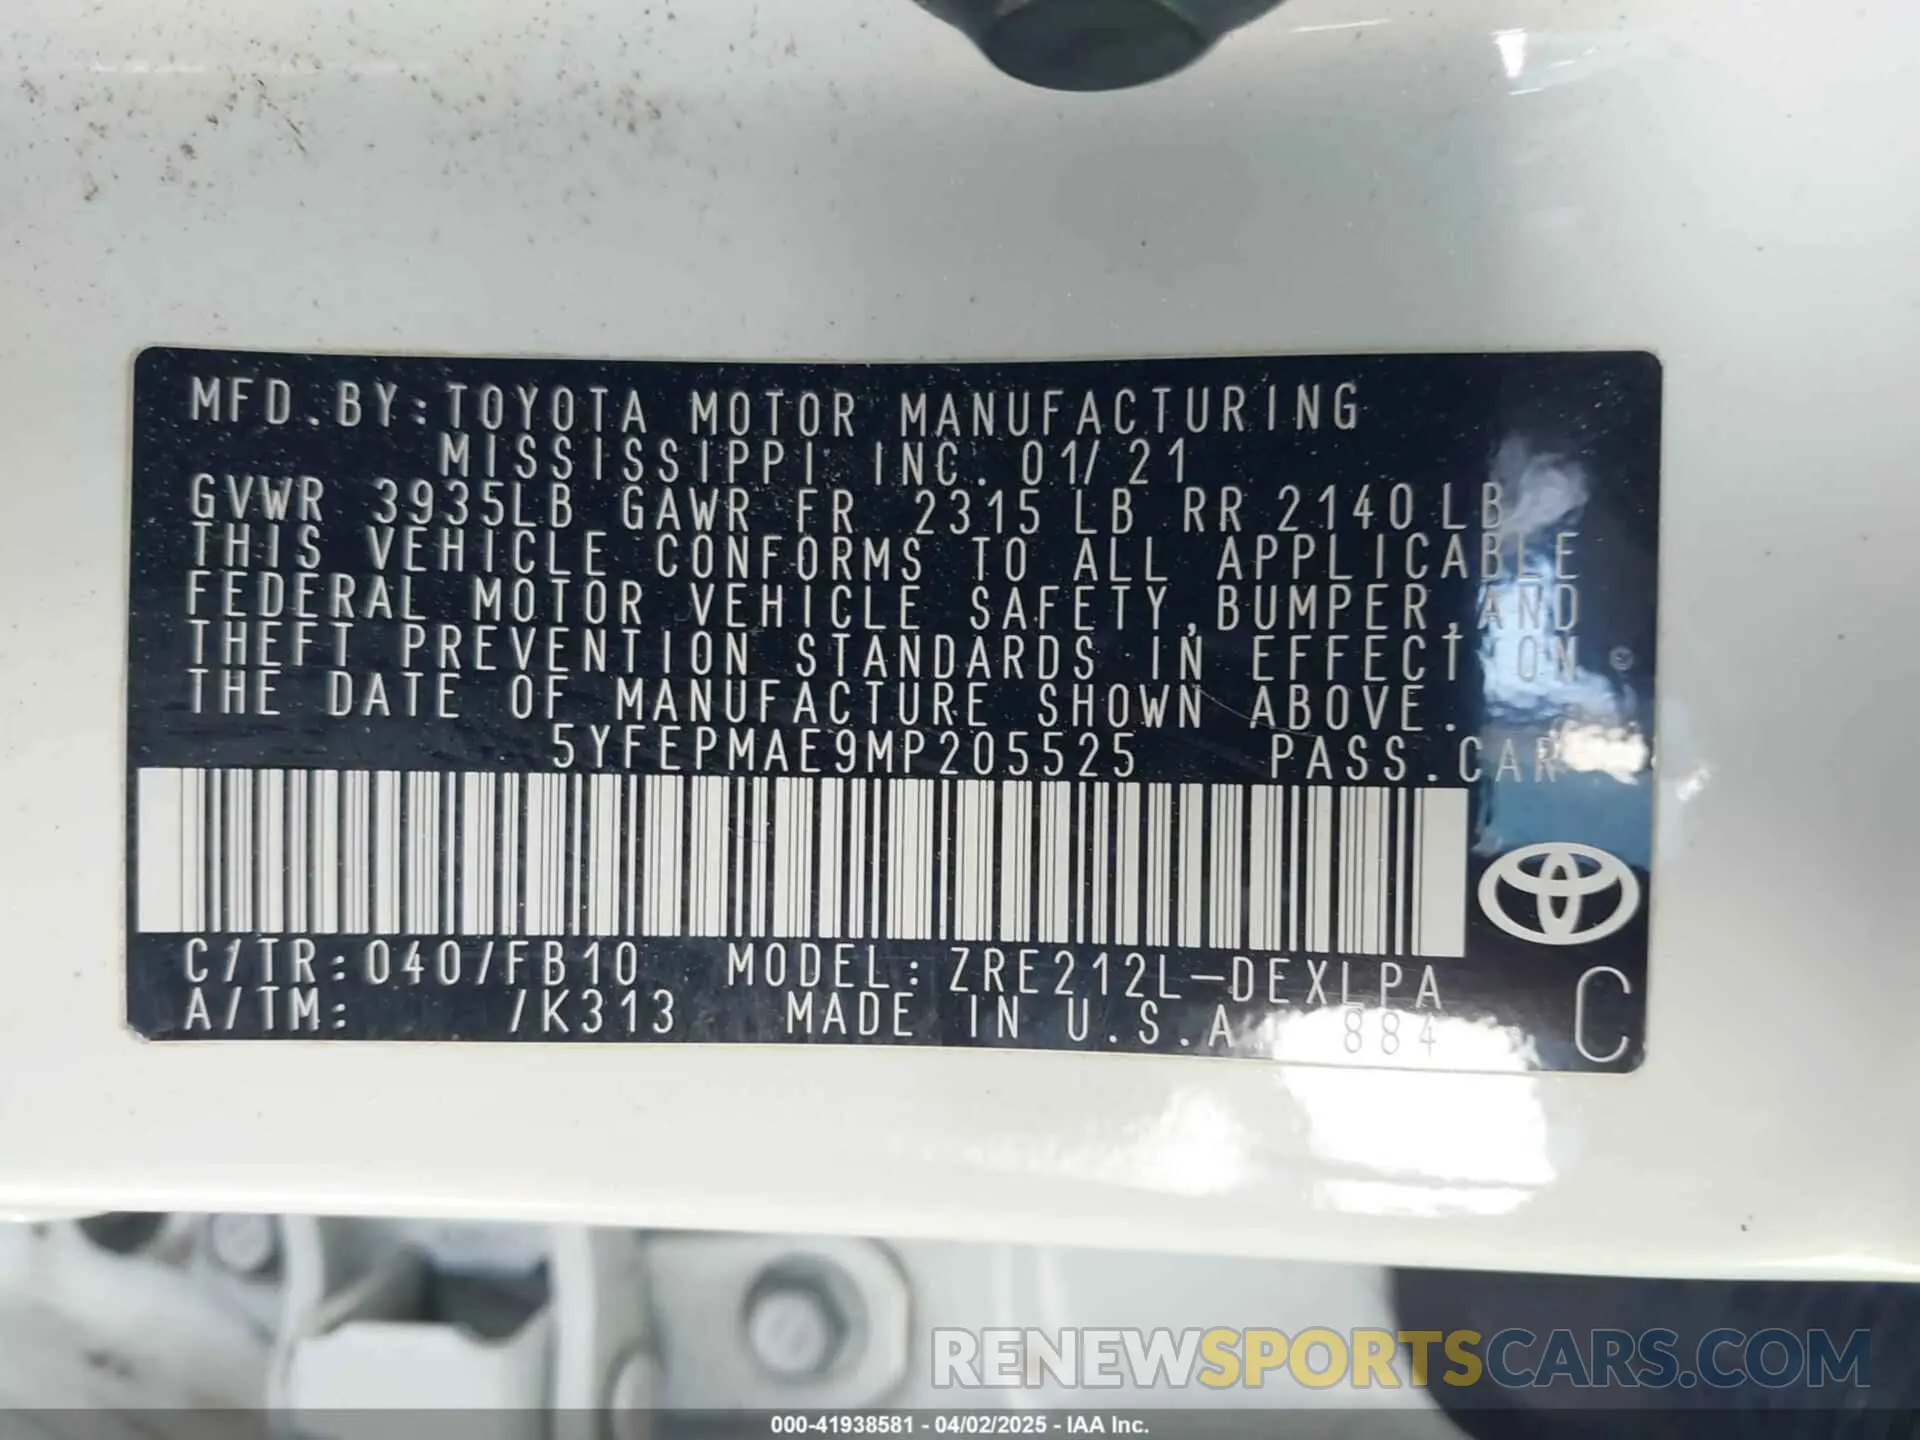 MFD.BY:TOYOTA MOTOR MANUFACTURING
MISSISSIPPI INC. 01/21
GVWR 3935LB GAWR FR 2315LB RR 2140LB
THIS VEHICLE CONFORMS TO ALL APPLICABLE
FEDERAL MOTOR VEHICLE SAFETY,BUMPER,AND
THEFT PREVENTION STANDARDS IN EFFECT ON
THE DATE OF MANUFACTURE SHOWN ABOVE.
5YFEPMAE9MP205525 PASS.CAR
C/TR:040/FB10 MODEL:ZRE212L-DEXLPA
A/TM: /K313 MADE IN U.S.A. 884
C
RENEWSPORTSCARS.COM
000-41938581 - 04/02/2025 - IAA Inc.